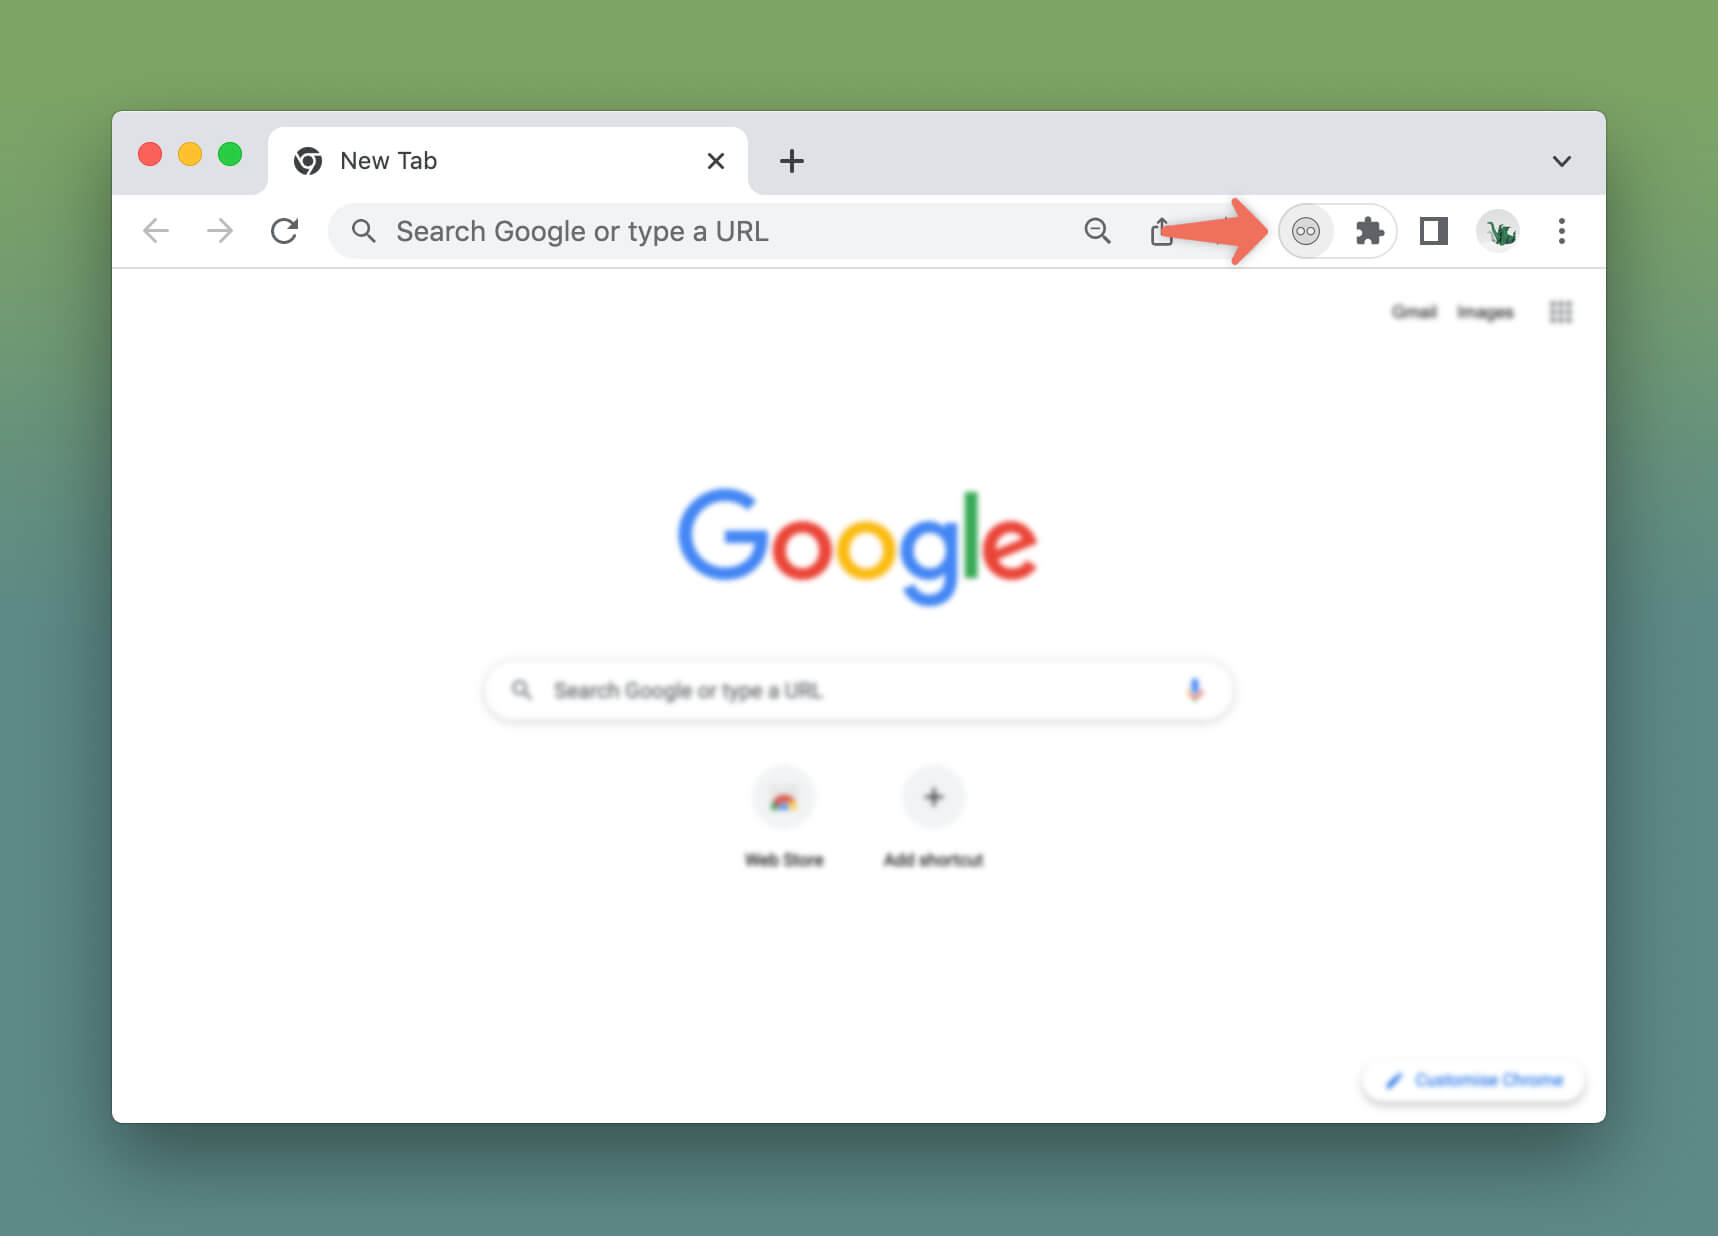 New Tab
Search Google or type a URL
Gmail Images
Google
Search Google or type a URL
Web Store Add shortcut
Customise Chrome